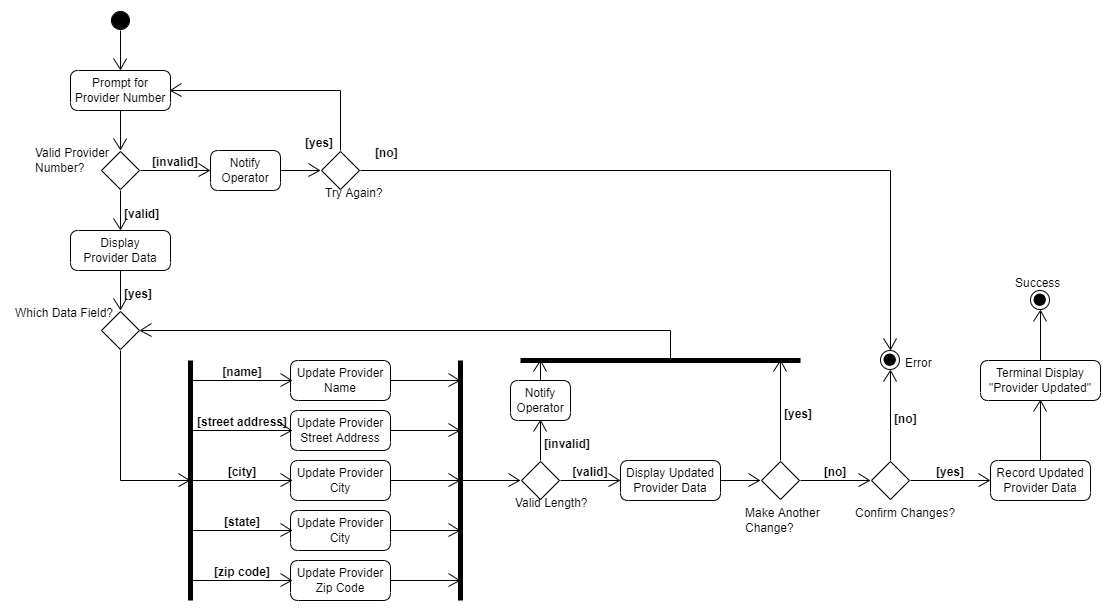 Prompt for
Provider Number
Valid Provider
Number?
[invalid]
Notify
Operator
[yes]
[no]
Try Again?
[valid]
Display
Provider Data
[yes]
Which Data Field?
[name]
Update Provider
Name
[street address]
Update Provider
Street Address
[city]
Update Provider
City
[state]
Update Provider
City
[zip code]
Update Provider
Zip Code
Notify
Operator
[invalid]
Valid Length?
[valid]
Display Updated
Provider Data
[yes]
Make Another
Change?
[no]
Error
[no]
Confirm Changes?
[yes]
Record Updated
Provider Data
Terminal Display
"Provider Updated"
Success